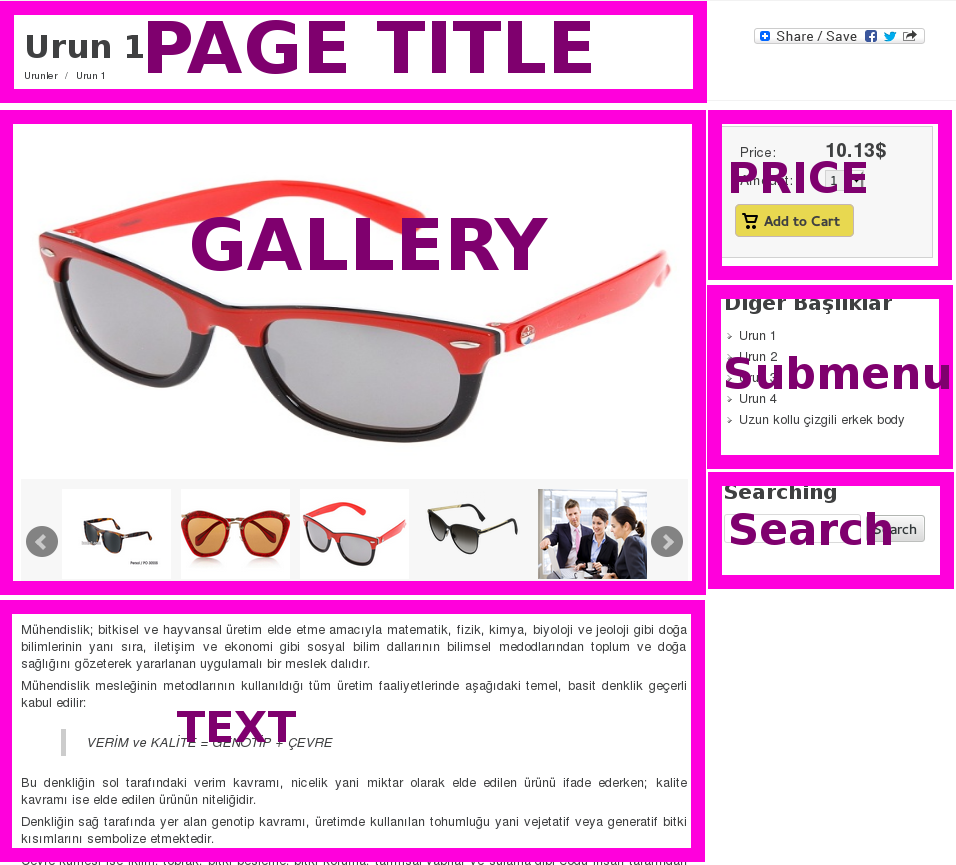 Urun 1
PAGE TITLE
Urunler / Urun 1
Share / Save
GALLERY
Price: 10.13$
PRICE
Amount: 1
Add to Cart
Diğer Başlıklar
Urun 1
Urun 2
Submenu
Urun 3
Urun 4
Uzun kollu çizgili erkek body
Searching
Search
Search
Persol / PO 3000S
Mühendislik; bitkisel ve hayvansal üretim elde etme amacıyla matematik, fizik, kimya, biyoloji ve jeoloji gibi doğa
bilimlerinin yanı sıra, iletişim ve ekonomi gibi sosyal bilim dallarının bilimsel medodlarından toplum ve doğa
sağlığını gözeterek yararlanan uygulamalı bir meslek dalıdır.
Mühendislik mesleğinin metodlarının kullanıldığı tüm üretim faaliyetlerinde aşağıdaki temel, basit denklik geçerli
kabul edilir:
TEXT
VERİM ve KALİTE = GENOTİP + ÇEVRE
Bu denkliğin sol tarafındaki verim kavramı, nicelik yani miktar olarak elde edilen ürünü ifade ederken; kalite
kavramı ise elde edilen ürünün niteliğidir.
Denkliğin sağ tarafında yer alan genotip kavramı, üretimde kullanılan tohumluğu yani vejetatif veya generatif bitki
kısımlarını sembolize etmektedir.